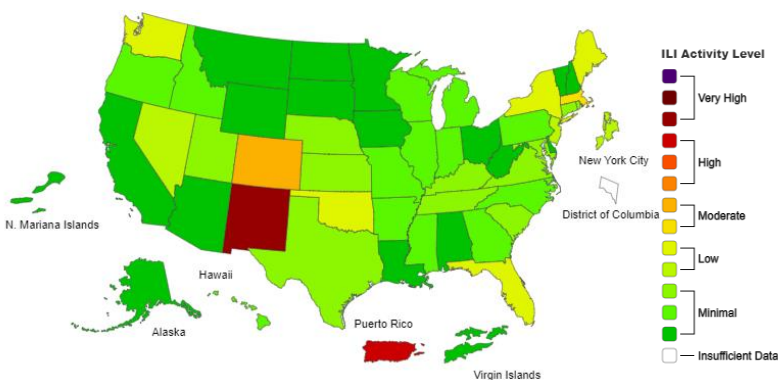 ILI Activity Level
Very High
High
Moderate
Low
Minimal
Insufficient Data
New York City
District of Columbia
N. Mariana Islands
Hawaii
Alaska
Puerto Rico
Virgin Islands